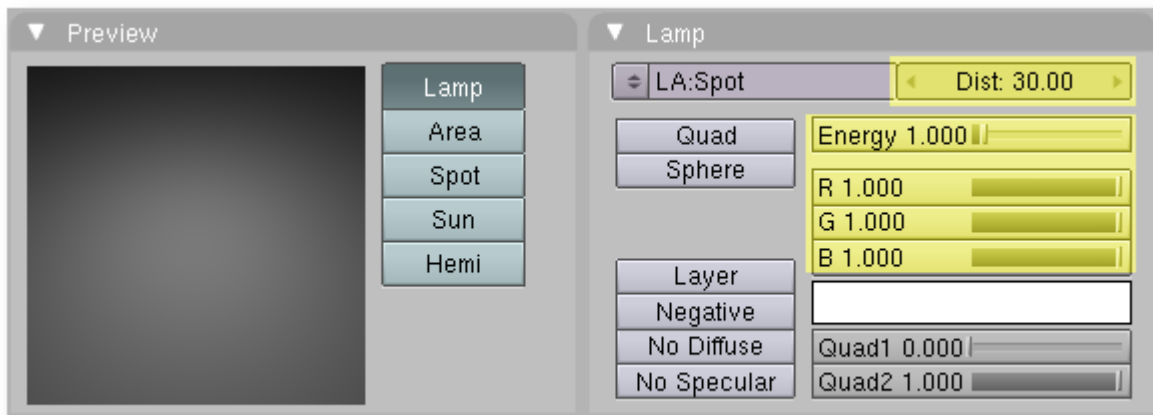 Preview
Lamp
Area
Spot
Sun
Hemi
Lamp
LA:Spot Dist: 30.00
Quad
Sphere
Energy 1.000
R 1.000
G 1.000
B 1.000
Layer
Negative
No Diffuse
No Specular
Quad1 0.000
Quad2 1.000